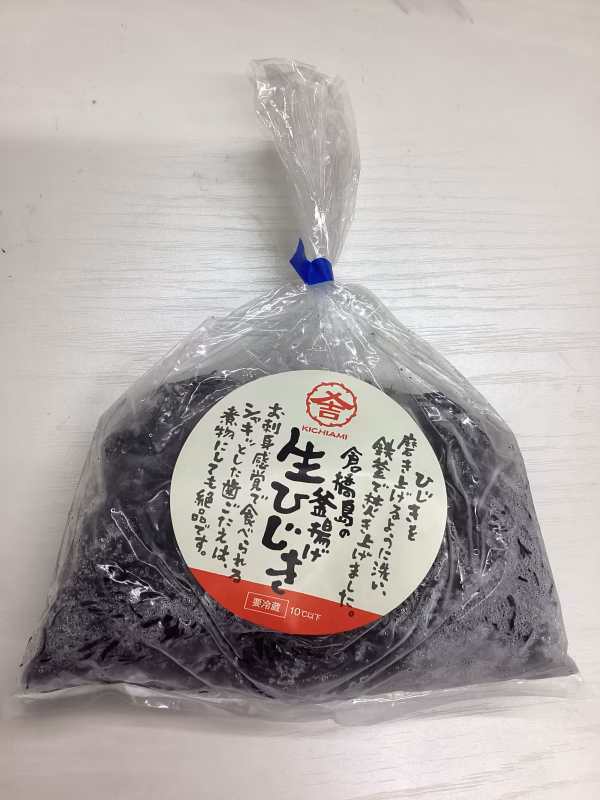 吉
KICHIAMI
ひじきを
磨き上げるように洗い
鉄釜で炊き上げました。
倉橋島の
釜揚げ
生ひじき
お刺身感覚で食べられる
シャキッとした歯ごたえは、
煮物にしても絶品です。
要冷蔵 10℃以下